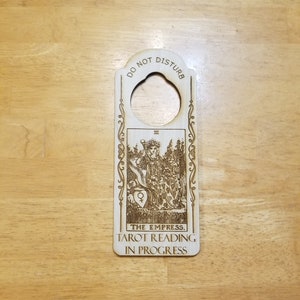 DO NOT DISTURB
III
THE EMPRESS.
TAROT READING
IN PROGRESS